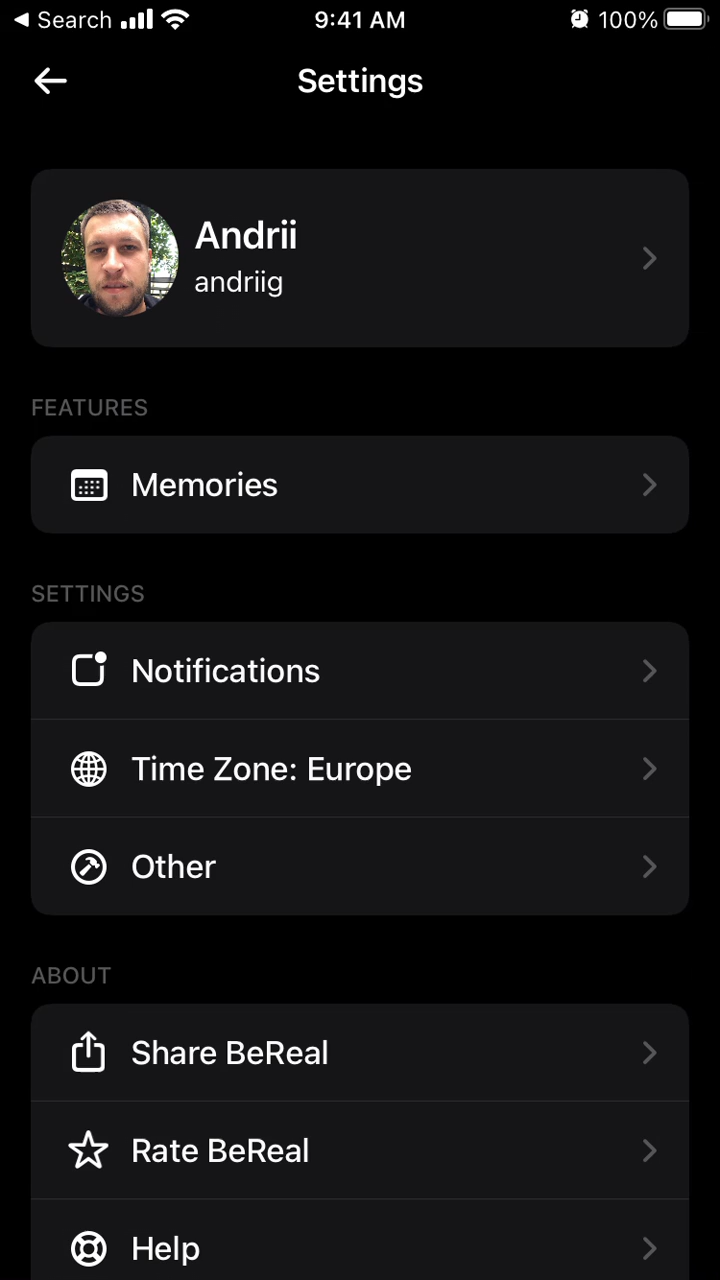 Search 9:41 AM 100%
Settings
Andrii
andriig
FEATURES
Memories
SETTINGS
Notifications
Time Zone: Europe
Other
ABOUT
Share BeReal
Rate BeReal
Help